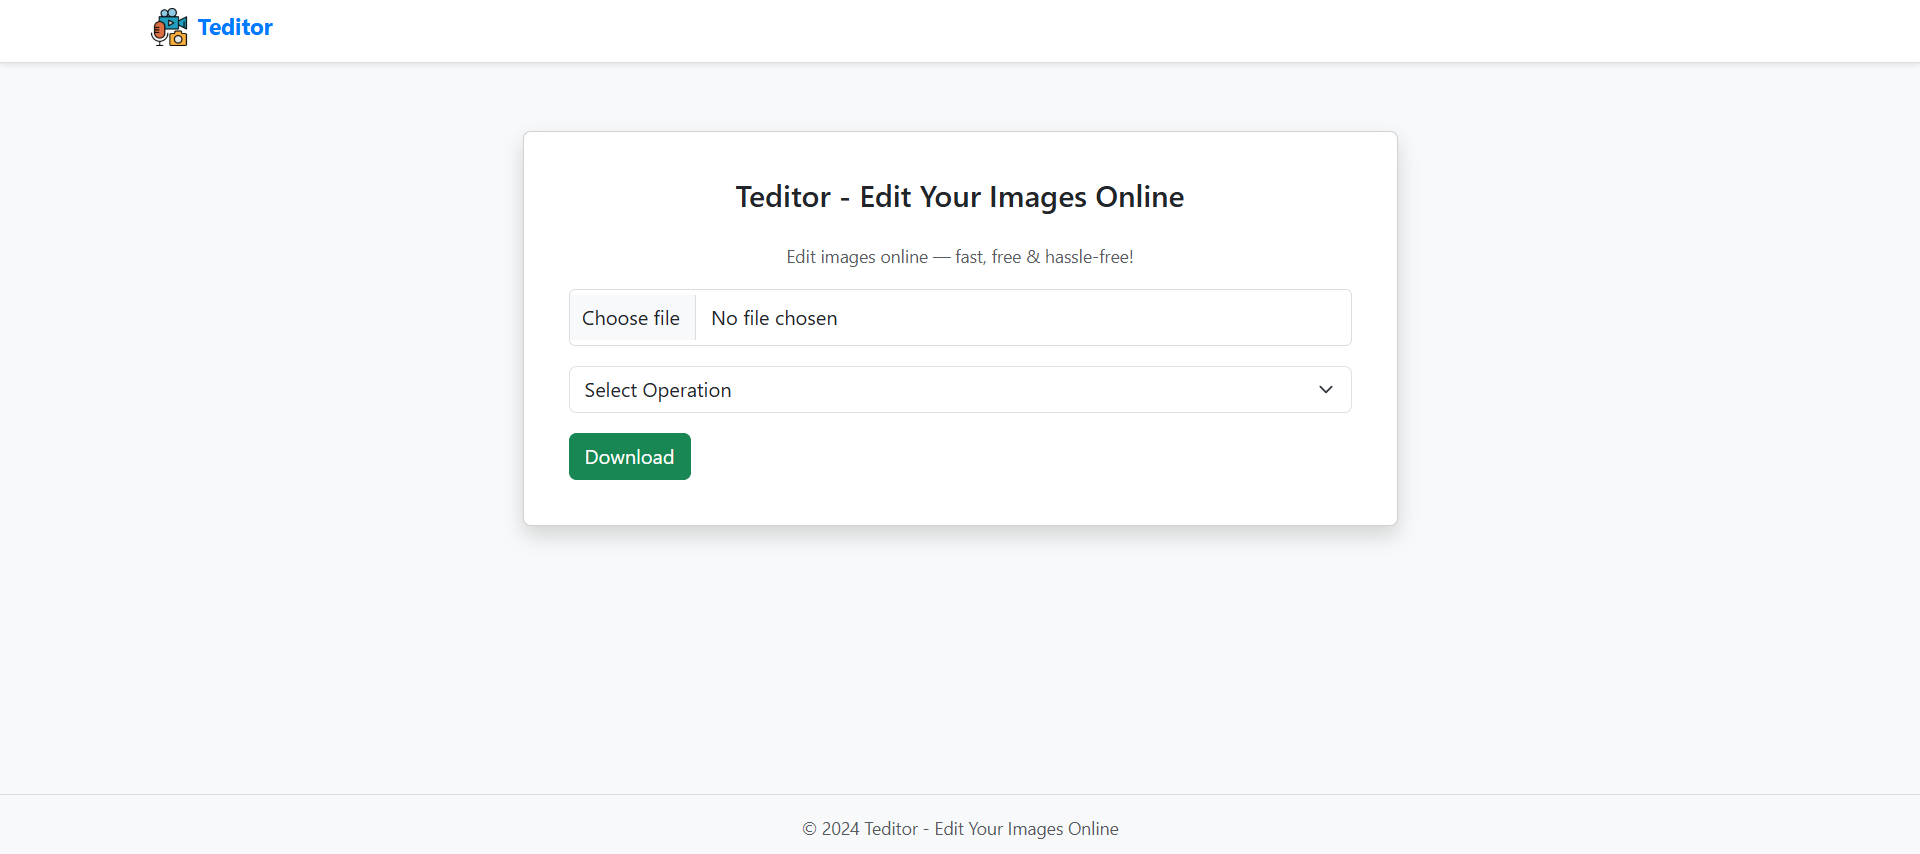 Teditor
Teditor - Edit Your Images Online
Edit images online — fast, free & hassle-free!
Choose file No file chosen
Select Operation
Download
© 2024 Teditor - Edit Your Images Online